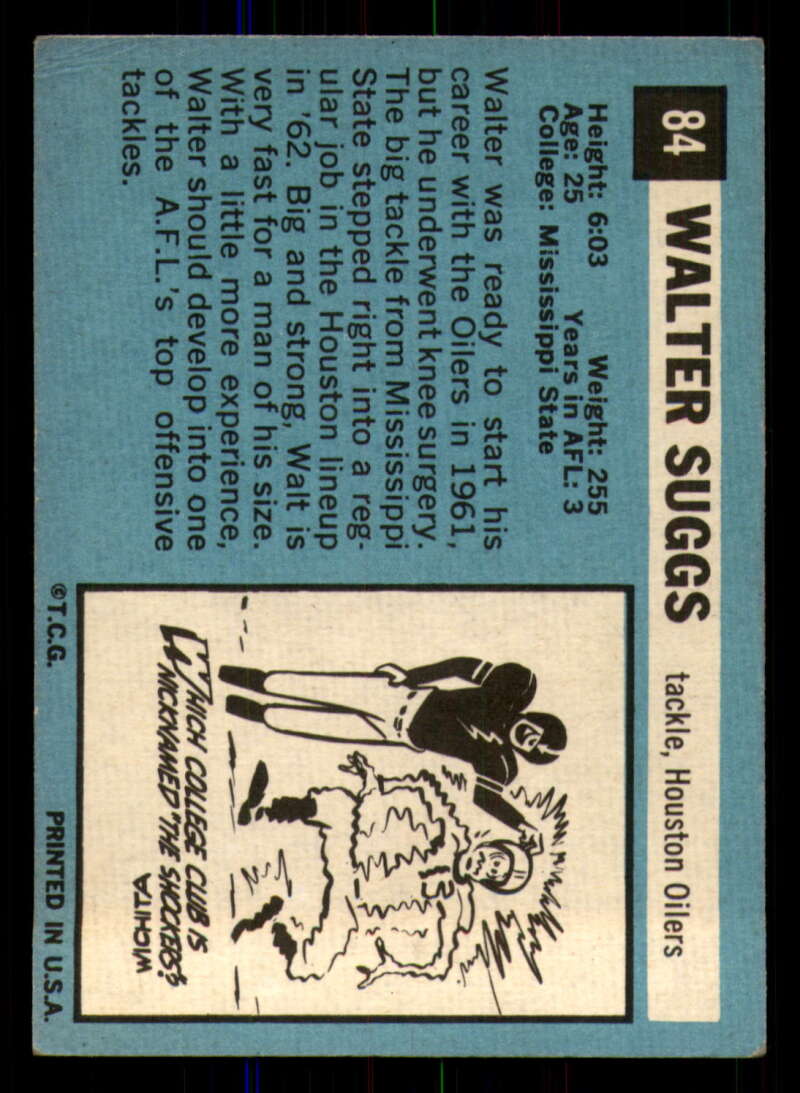 84
WALTER SUGGS tackle, Houston Oilers
Height: 6:03 Weight: 255
Age: 25 Years in AFL: 3
College: Mississippi State
Walter was ready to start his
career with the Oilers in 1961,
but he underwent knee surgery.
The big tackle from Mississippi
State stepped right into a reg-
ular job in the Houston lineup
in '62. Big and strong, Walt is
very fast for a man of his size.
With a little more experience,
Walter should develop into one
of the A.F.L.'s top offensive
tackles.
13
WHICH COLLEGE CLUB IS
NICKNAMED "THE SHOCKERS"?
WICHITA
©T.C.G. PRINTED IN U.S.A.